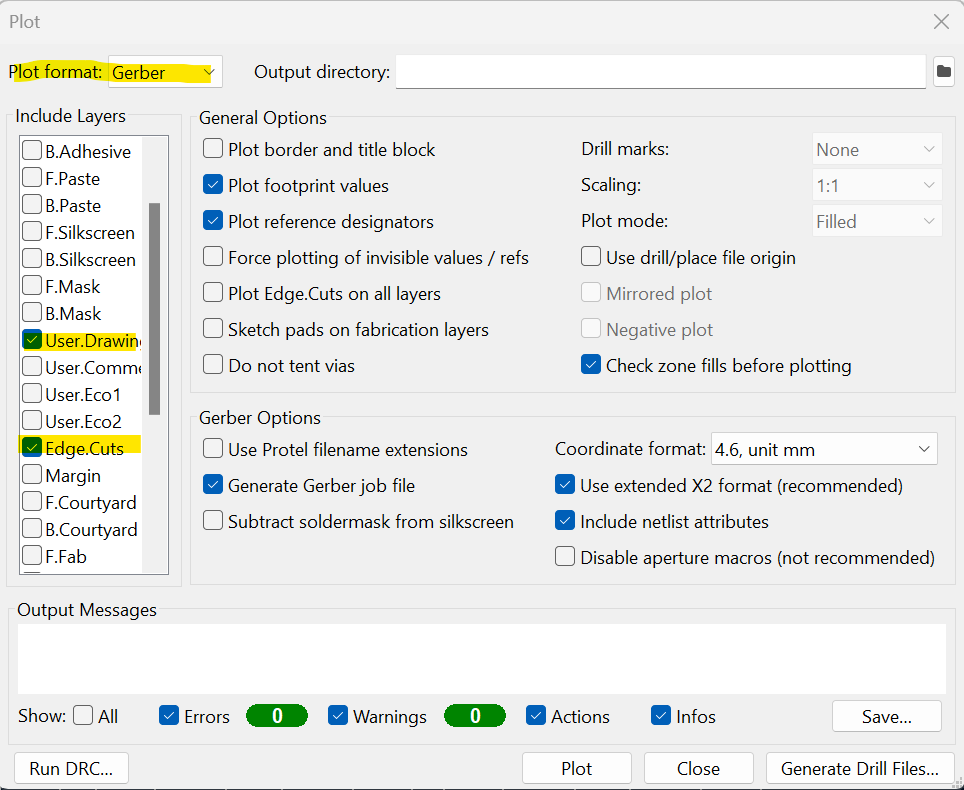 Plot
Plot format: Gerber
Output directory:
Include Layers
B.Adhesive
F.Paste
B.Paste
F.Silkscreen
B.Silkscreen
F.Mask
B.Mask
User.Drawing
User.Comme
User.Eco1
User.Eco2
Edge.Cuts
Margin
F.Courtyard
B.Courtyard
F.Fab
General Options
Plot border and title block
Plot footprint values
Plot reference designators
Force plotting of invisible values / refs
Plot Edge.Cuts on all layers
Sketch pads on fabrication layers
Do not tent vias
Drill marks: None
Scaling: 1:1
Plot mode: Filled
Use drill/place file origin
Mirrored plot
Negative plot
Check zone fills before plotting
Gerber Options
Use Protel filename extensions
Generate Gerber job file
Subtract soldermask from silkscreen
Coordinate format: 4.6, unit mm
Use extended X2 format (recommended)
Include netlist attributes
Disable aperture macros (not recommended)
Output Messages
Show: All Errors 0 Warnings 0 Actions Infos Save...
Run DRC... Plot Close Generate Drill Files...